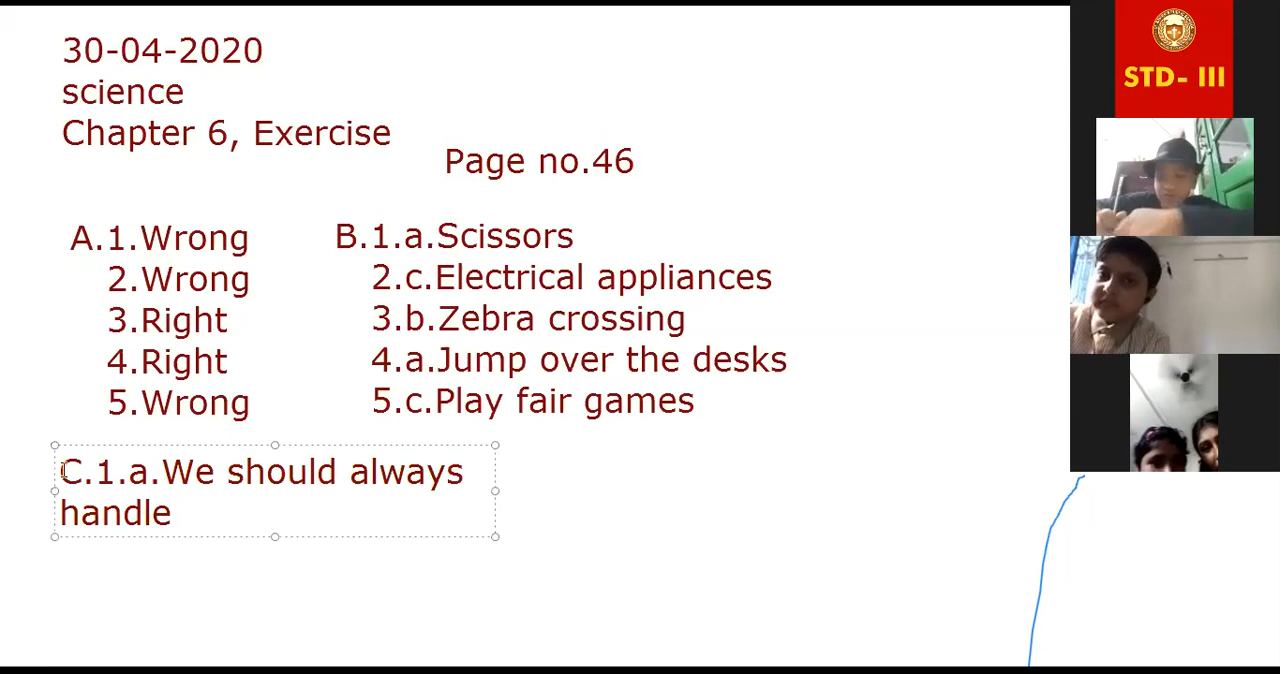 30-04-2020
science
Chapter 6, Exercise
Page no.46
A.1.Wrong
2.Wrong
3.Right
4.Right
5.Wrong
B.1.a.Scissors
2.c.Electrical appliances
3.b.Zebra crossing
4.a.Jump over the desks
5.c.Play fair games
C.1.a.We should always
handle
STD- III